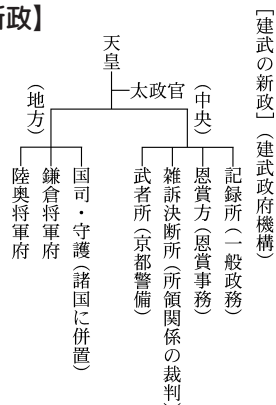 新政】
［建武の新政］（建武政府機構）
天皇
太政官
（中央）
記録所（一般政務）
恩賞方（恩賞事務）
雑訴決断所（所領関係の裁判）
武者所（京都警備）
（地方）
国司・守護（諸国に併置）
鎌倉将軍府
陸奥将軍府